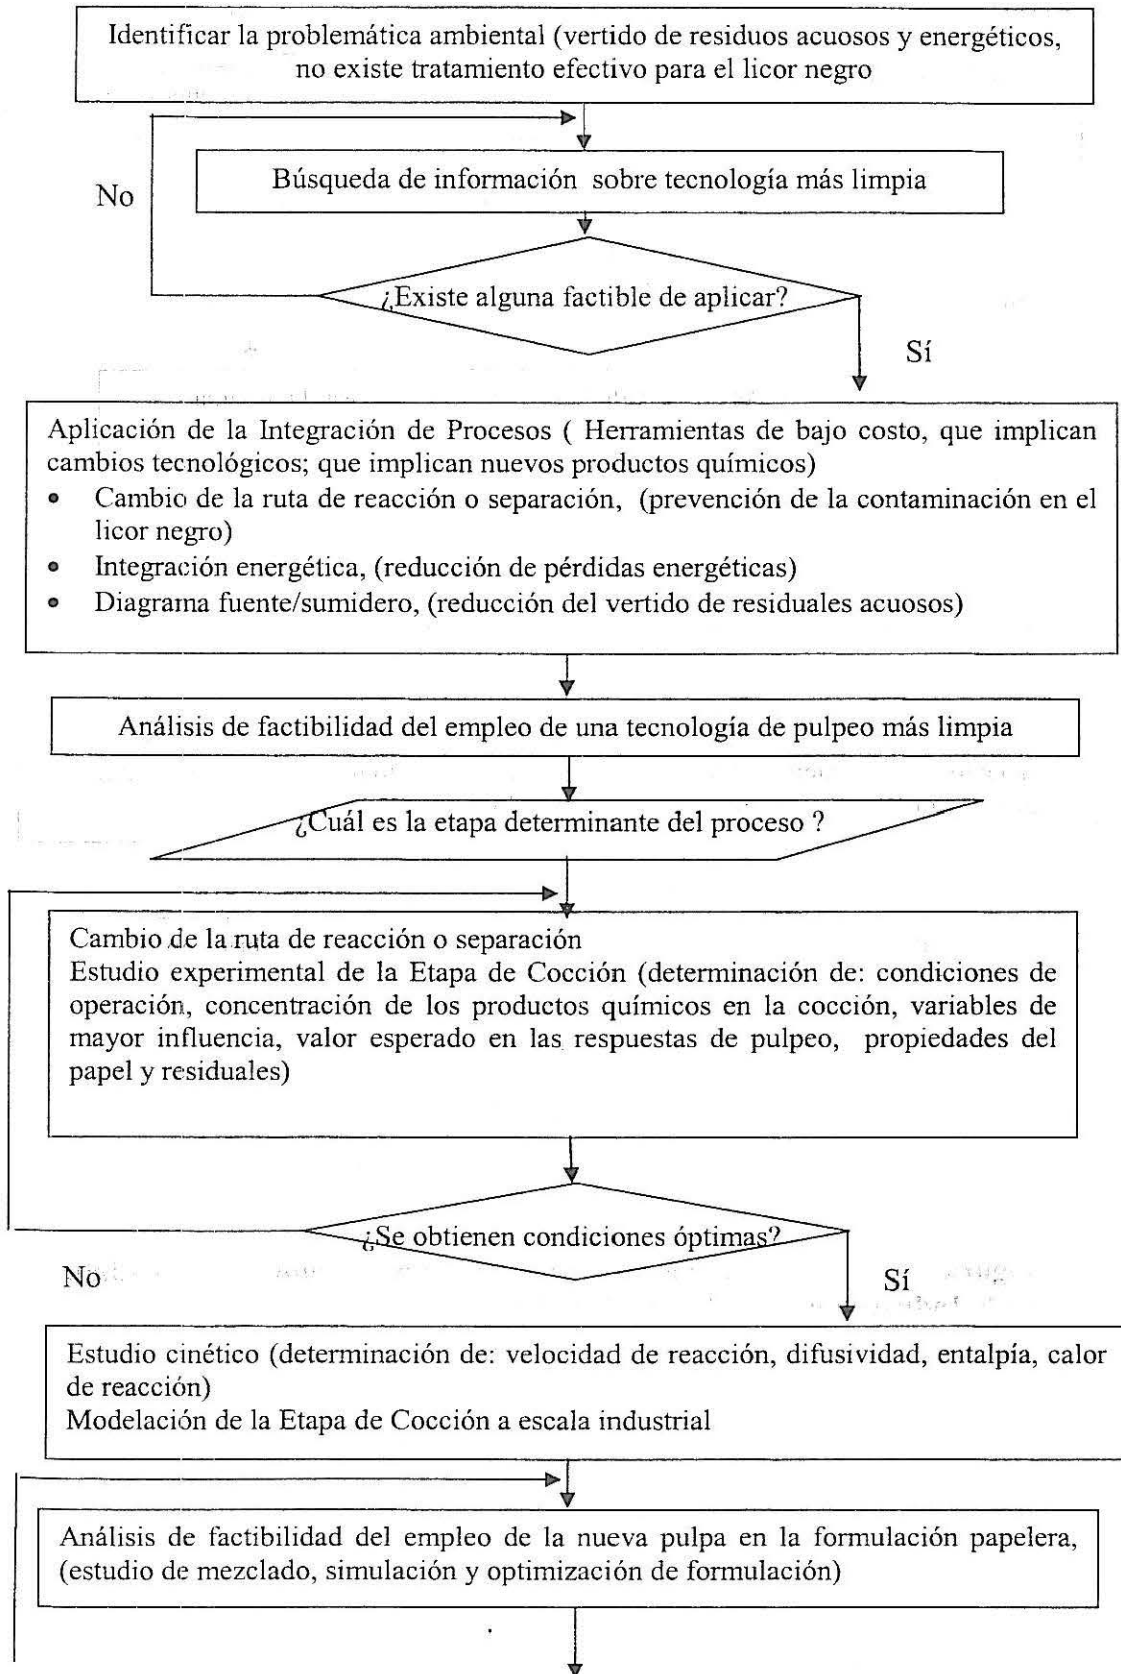 Identificar la problemática ambiental (vertido de residuos acuosos y energéticos,
no existe tratamiento efectivo para el licor negro
No
Búsqueda de información sobre tecnología más limpia
¿Existe alguna factible de aplicar?
Sí
Aplicación de la Integración de Procesos ( Herramientas de bajo costo, que implican
cambios tecnológicos; que implican nuevos productos químicos)
• Cambio de la ruta de reacción o separación, (prevención de la contaminación en el
licor negro)
• Integración energética, (reducción de pérdidas energéticas)
• Diagrama fuente/sumidero, (reducción del vertido de residuales acuosos)
Análisis de factibilidad del empleo de una tecnología de pulpeo más limpia
¿Cuál es la etapa determinante del proceso ?
Cambio de la ruta de reacción o separación
Estudio experimental de la Etapa de Cocción (determinación de: condiciones de
operación, concentración de los productos químicos en la cocción, variables de
mayor influencia, valor esperado en las respuestas de pulpeo, propiedades del
papel y residuales)
¿Se obtienen condiciones óptimas?
No
Sí
Estudio cinético (determinación de: velocidad de reacción, difusividad, entalpía, calor
de reacción)
Modelación de la Etapa de Cocción a escala industrial
Análisis de factibilidad del empleo de la nueva pulpa en la formulación papelera,
(estudio de mezclado, simulación y optimización de formulación)